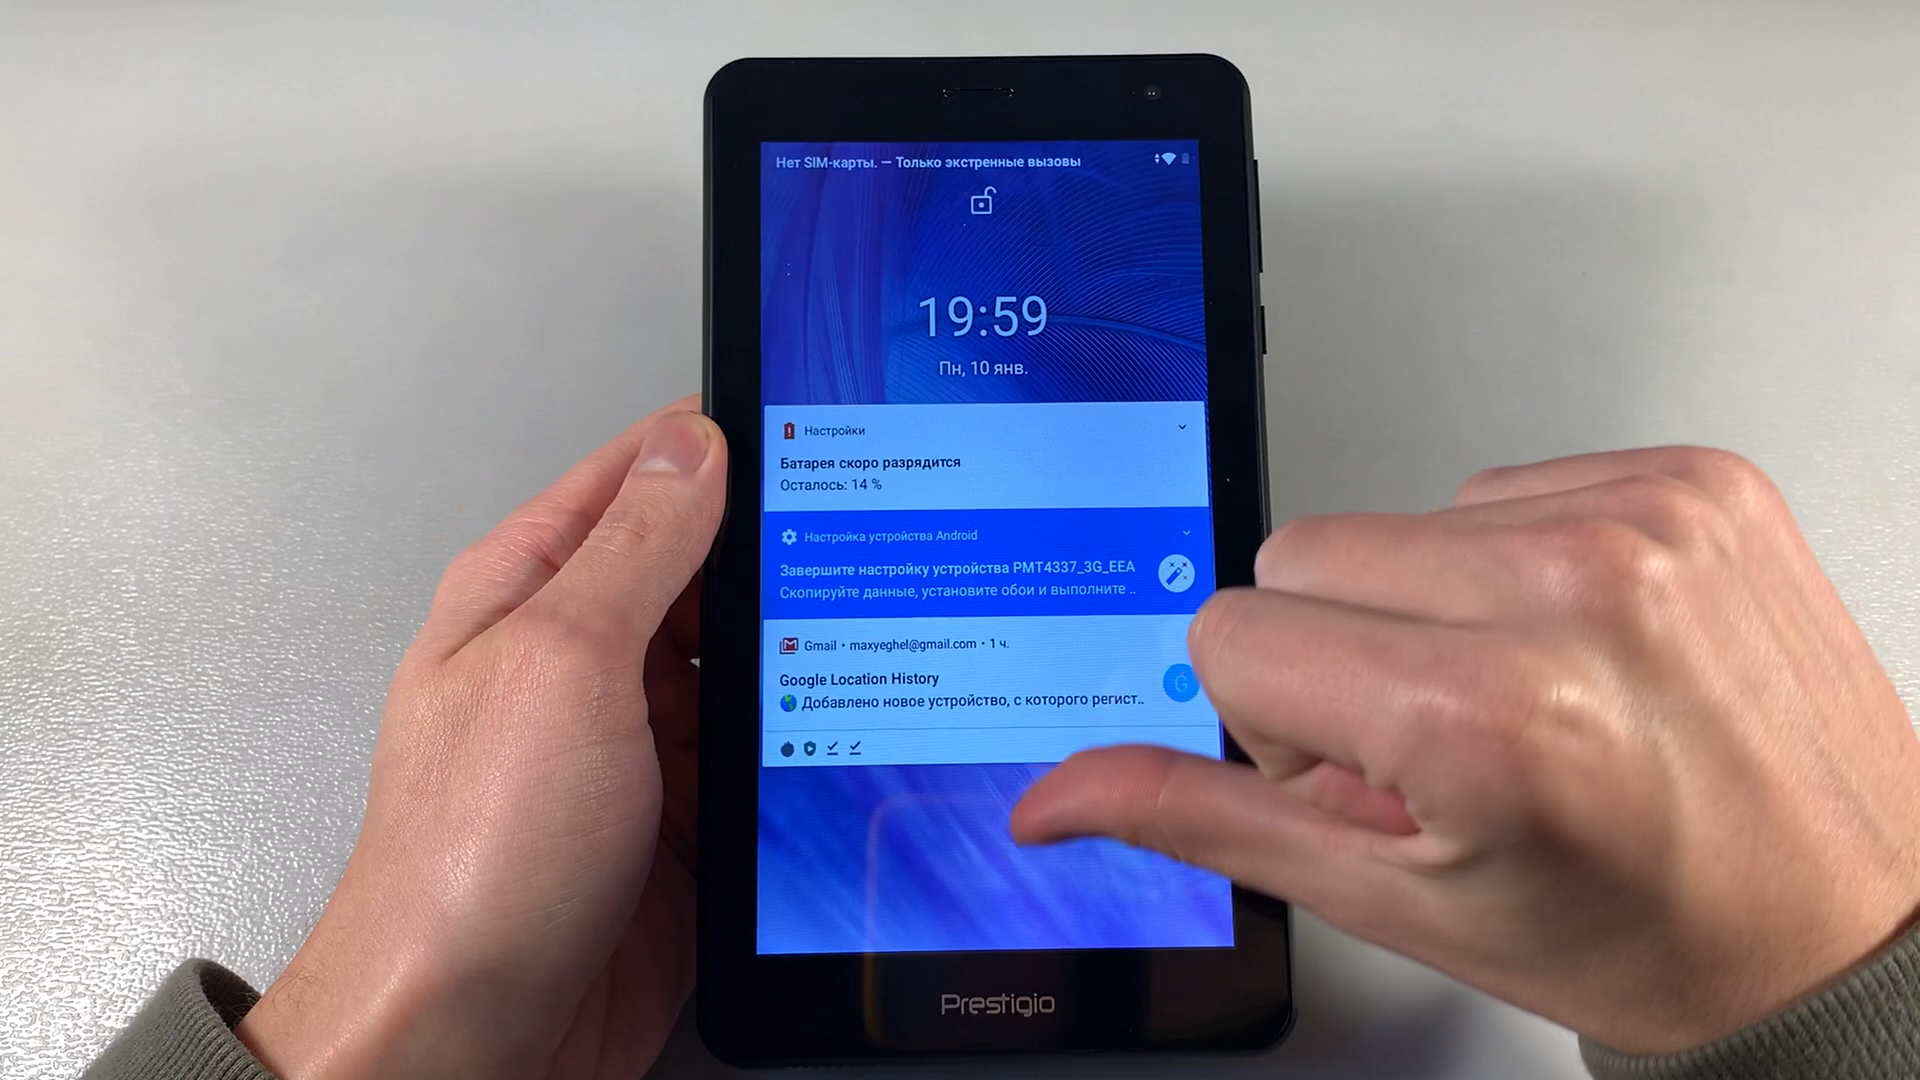 Нет SIM-карты. — Только экстренные вызовы
19:59
Пн, 10 янв.
Настройки
Батарея скоро разрядится
Осталось: 14 %
Настройка устройства Android
Завершите настройку устройства PMT4337_3G_EEA
Скопируйте данные, установите обои и выполните ..
Gmail • maxyeghel@gmail.com • 1 ч.
Google Location History
Добавлено новое устройство, с которого регист..
G
Prestigio